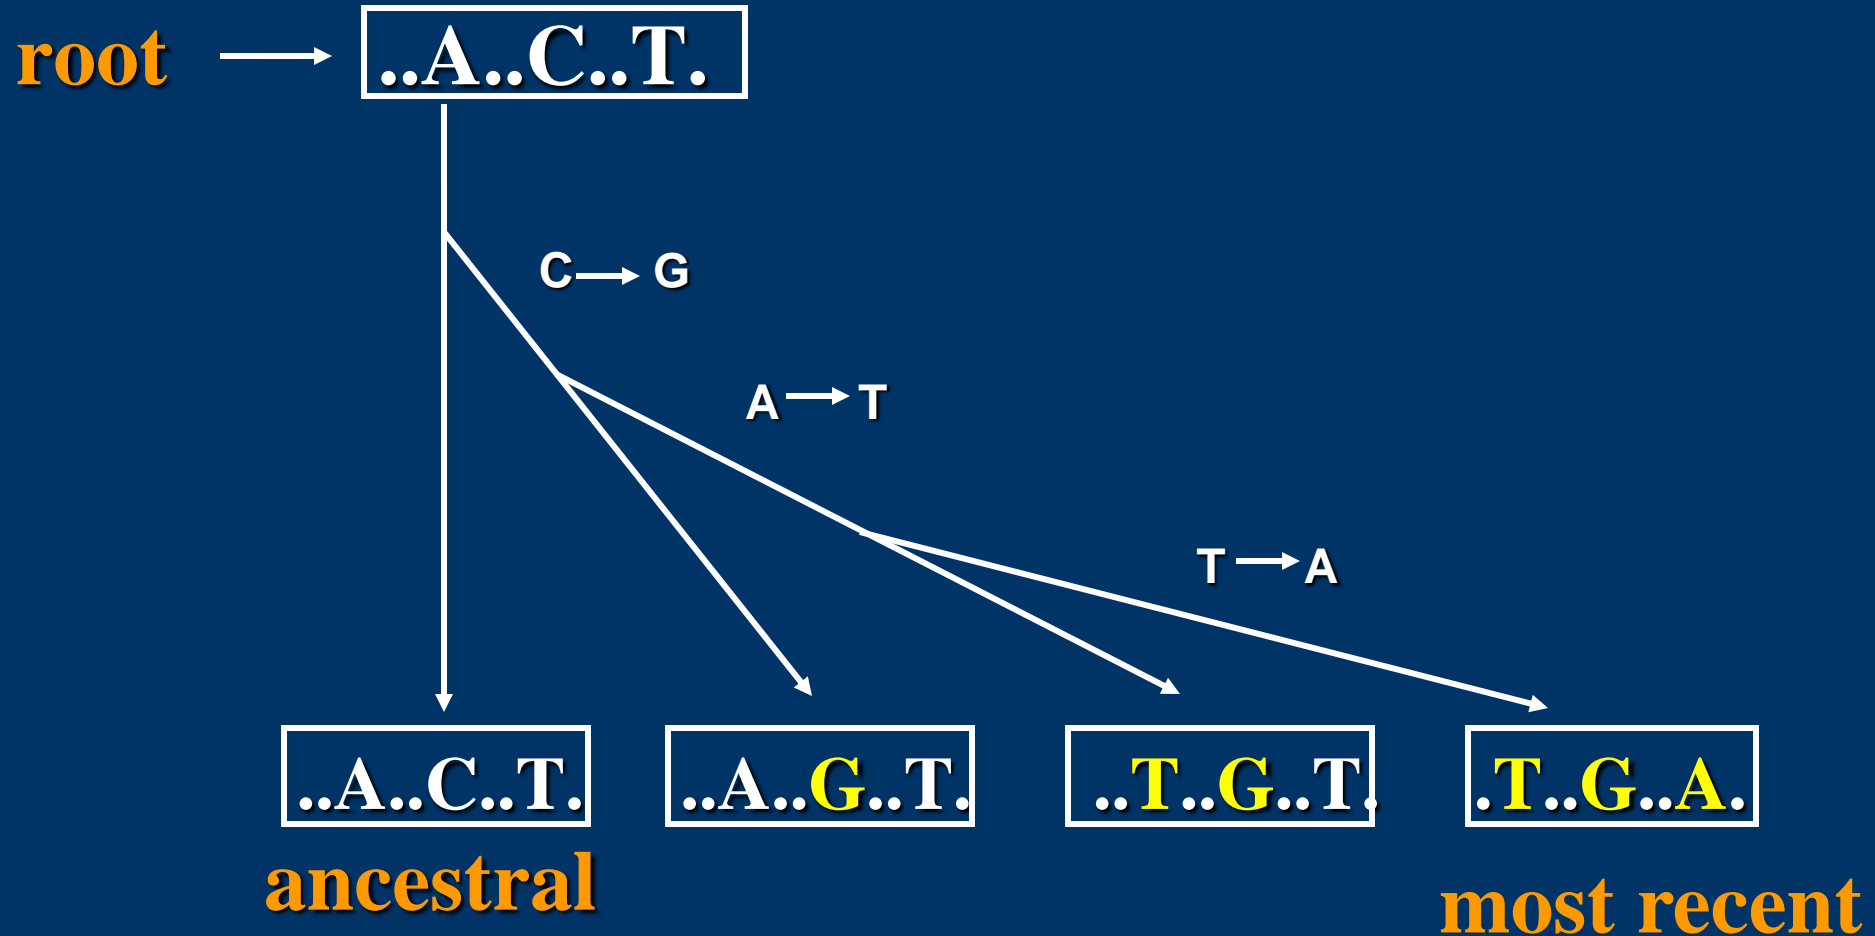 root
..A..C..T.
C G
A T
T A
..A..C..T.
..A..G..T.
..T..G..T.
.T..G..A.
ancestral
most recent